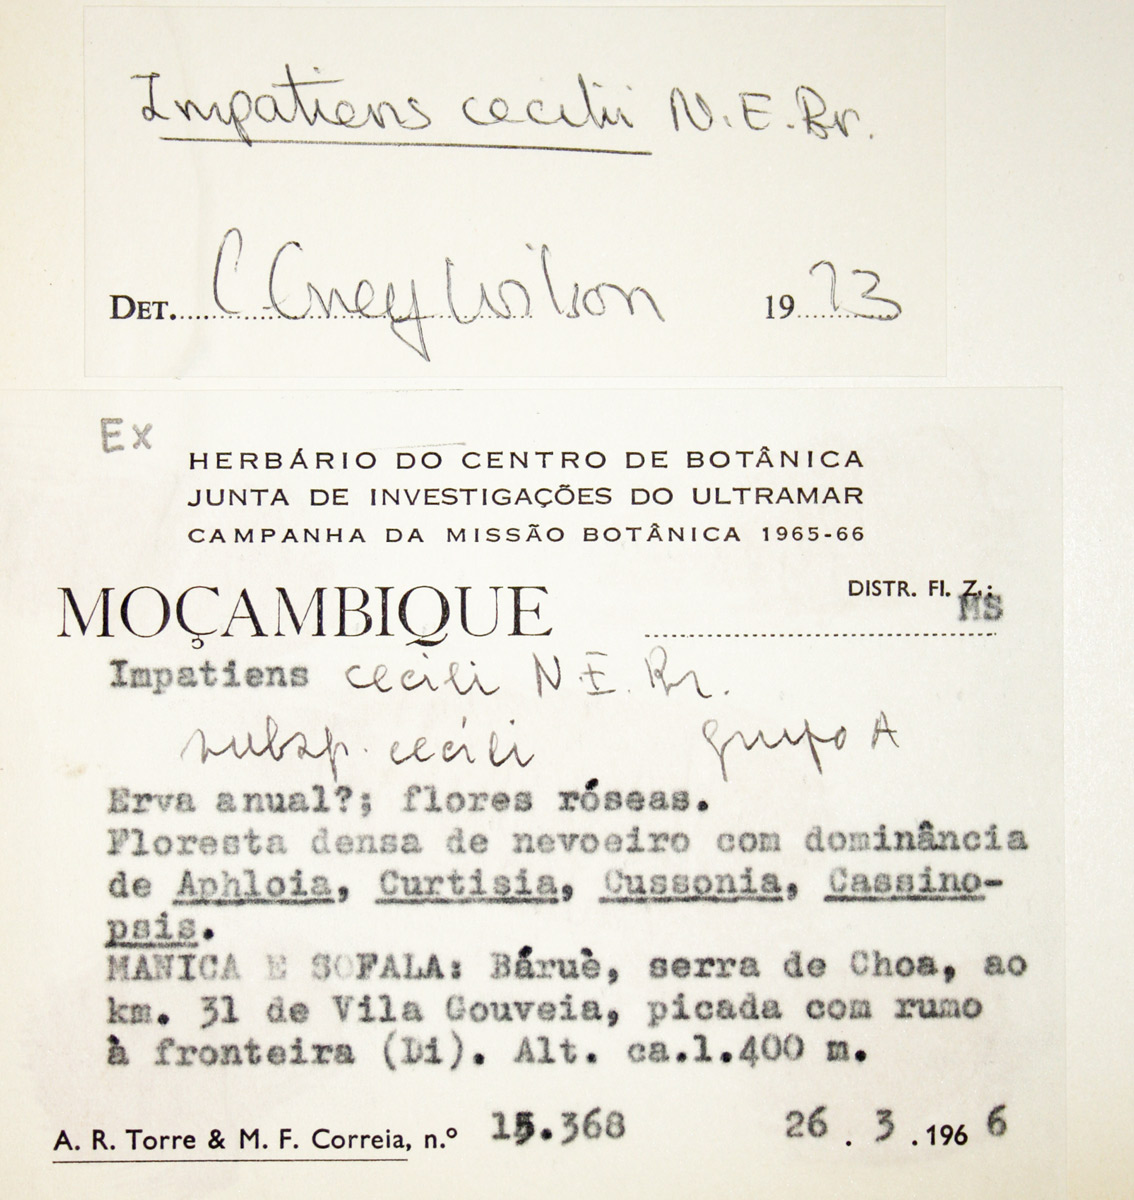 Impatiens cecilii N.E.Br.
DET. C Grey Wilson 1973
Ex
HERBÁRIO DO CENTRO DE BOTÂNICA
JUNTA DE INVESTIGAÇÕES DO ULTRAMAR
CAMPANHA DA MISSÃO BOTÂNICA 1965-66
MOÇAMBIQUE DISTR. Fl. Z.: MS
Impatiens cecili N.E. Br.
subsp. cecili grupo A
Erva anual?; flores róseas.
Floresta densa de nevoeiro com dominância
de Aphloia, Curtisia, Cussonia, Cassino-
psis.
MANICA E SOFALA: Báruè, serra de Choa, ao
km. 31 de Vila Gouveia, picada com rumo
à fronteira (Di). Alt. ca.1.400 m.
A. R. Torre & M. F. Correia, n.º 15.368 26 . 3 .1966